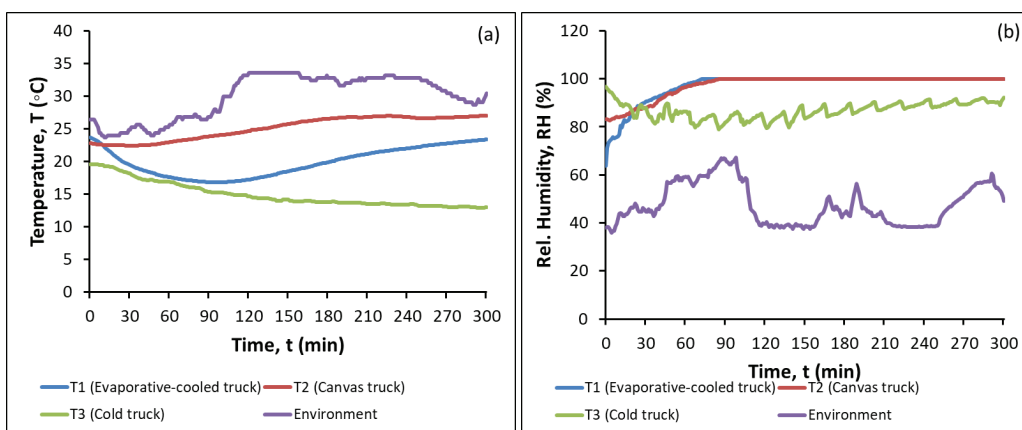 (a)
Temperature, T (○C)
40
35
30
25
20
15
10
5
0
0 30 60 90 120 150 180 210 240 270 300
Time, t (min)
T1 (Evaporative-cooled truck) T2 (Canvas truck)
T3 (Cold truck) Environment
(b)
Rel. Humidity, RH (%)
120
100
80
60
40
20
0
0 30 60 90 120 150 180 210 240 270 300
Time, t (min)
T1 (Evaporative-cooled truck) T2 (Canvas truck)
T3 (Cold truck) Environment